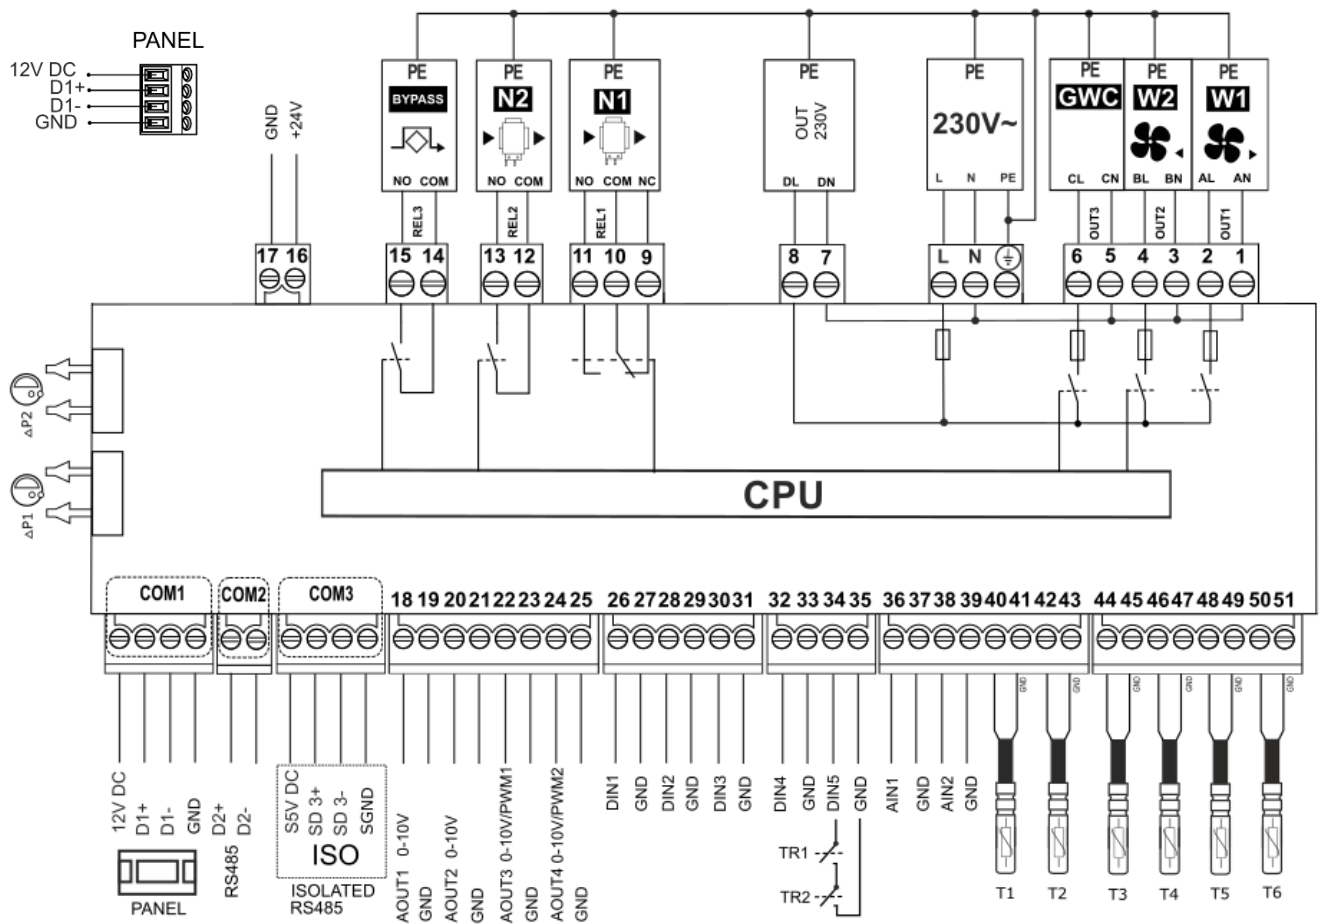 PANEL
12V DC
D1+
D1-
GND
GND
+24V
PE
BYPASS
NO COM
REL3
PE
N2
NO COM
REL2
PE
N1
NO COM NC
REL1
OUT
230V
DL DN
PE
230V~
L N PE
PE
GWC
CL CN
OUT3
PE
W2
BL BN
OUT2
PE
W1
AL AN
OUT1
17 16
15 14
13 12
11 10 9
8 7
L N
6 5 4 3 2 1
△P2
△P1
CPU
COM1
COM2
COM3
18 19 20 21 22 23 24 25
26 27 28 29 30 31
32 33 34 35
36 37 38 39 40 41 42 43
44 45 46 47 48 49 50 51
12V DC
D1+
D1-
GND
PANEL
D2+
D2-
RS485
S5V DC
SD 3+
SD 3-
SGND
ISO
ISOLATED
RS485
AOUT1 0-10V
GND
AOUT2 0-10V
GND
AOUT3 0-10V/PWM1
GND
AOUT4 0-10V/PWM2
GND
DIN1
GND
DIN2
GND
DIN3
GND
DIN4
GND
DIN5
GND
TR1
TR2
AIN1
GND
AIN2
GND
GND
GND
GND
GND
GND
GND
T1
T2
T3
T4
T5
T6